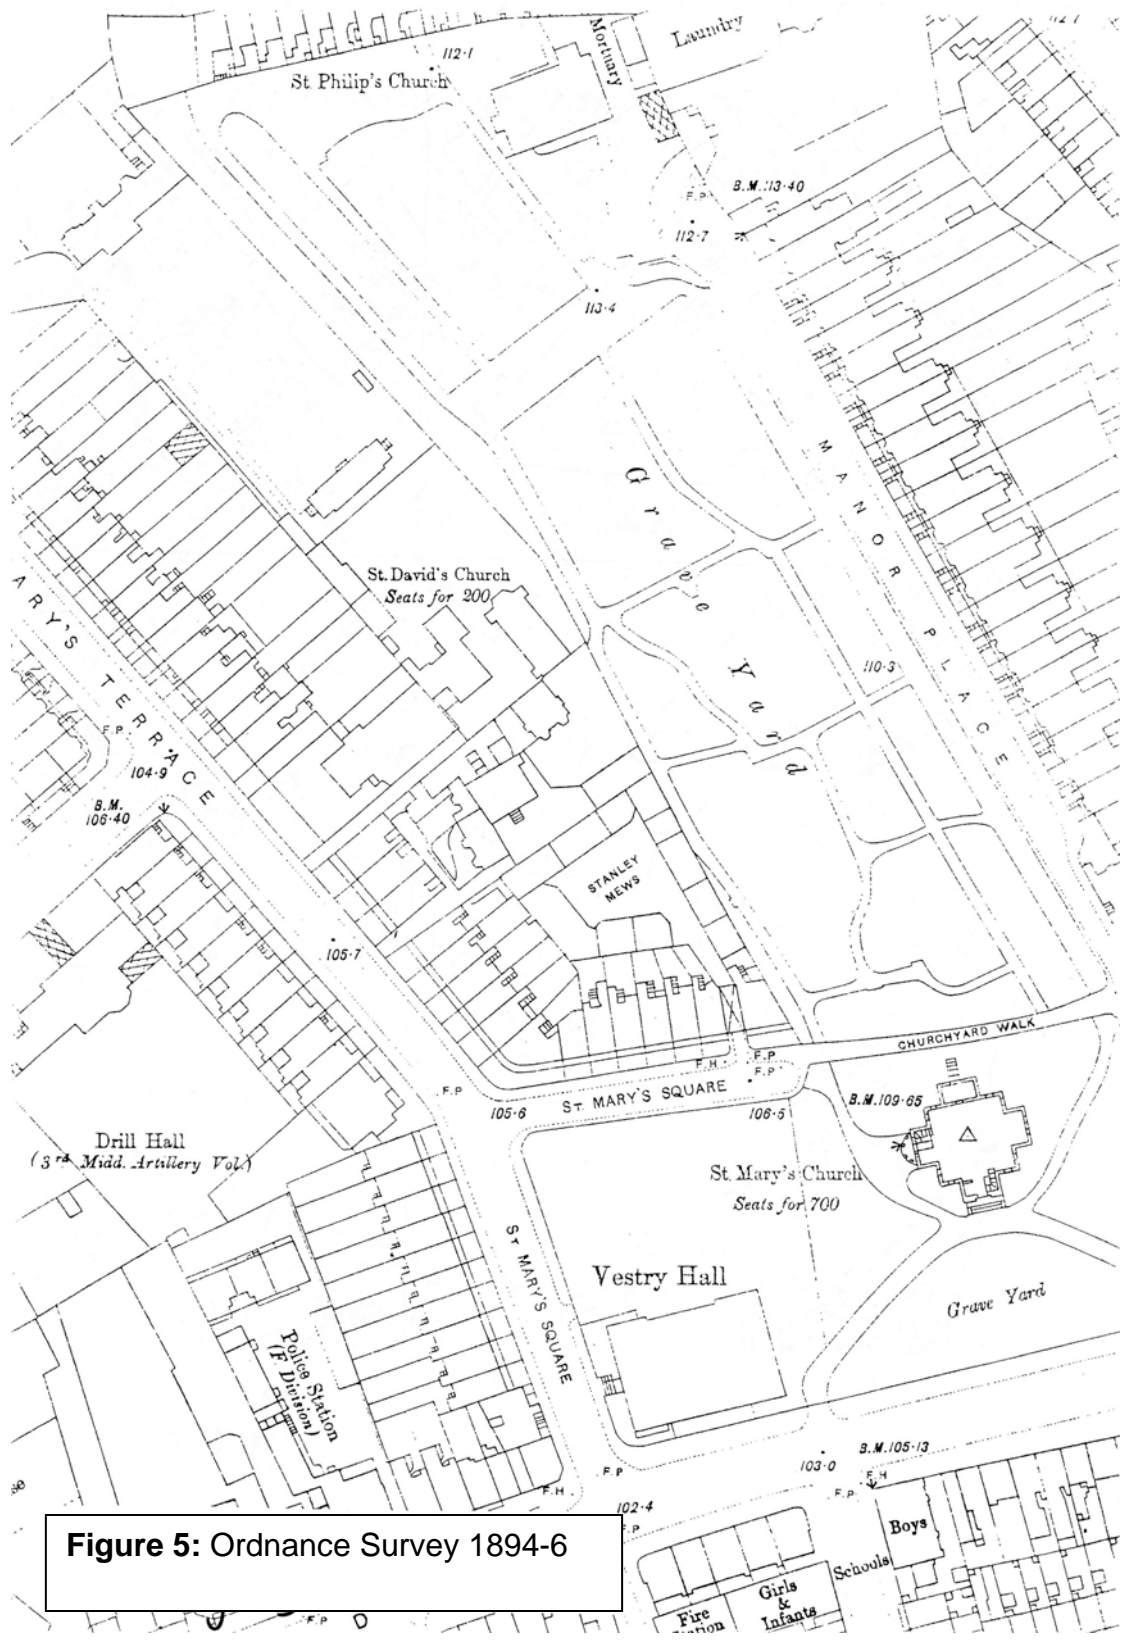 112·1
112·1
Mortuary
Laundry
St. Philip's Church
B.M. 113·40
F.P.
112·7
113·4
MANOR PLACE
Grave Yard
St. David's Church
Seats for 200
110·3
ARY'S TERRACE
F.P.
104·9
B.M.
106·40
STANLEY
MEWS
105·7
CHURCHYARD WALK
F.H.
F.P.
F.P.
F.P
105·6
ST. MARY'S SQUARE
106·5
B.M. 109·65
Drill Hall
(3rd Midd. Artillery Vol.)
St. Mary's Church
Seats for 700
ST. MARY'S SQUARE
Vestry Hall
Grave Yard
Police Station
(F. Division)
B.M. 105·13
103·0
F.H
F.P.
F.P
F.H
102·4
F.P
Boys
Schools
Girls
&
Infants
Fire
tation
Figure 5: Ordnance Survey 1894-6
F.P
D